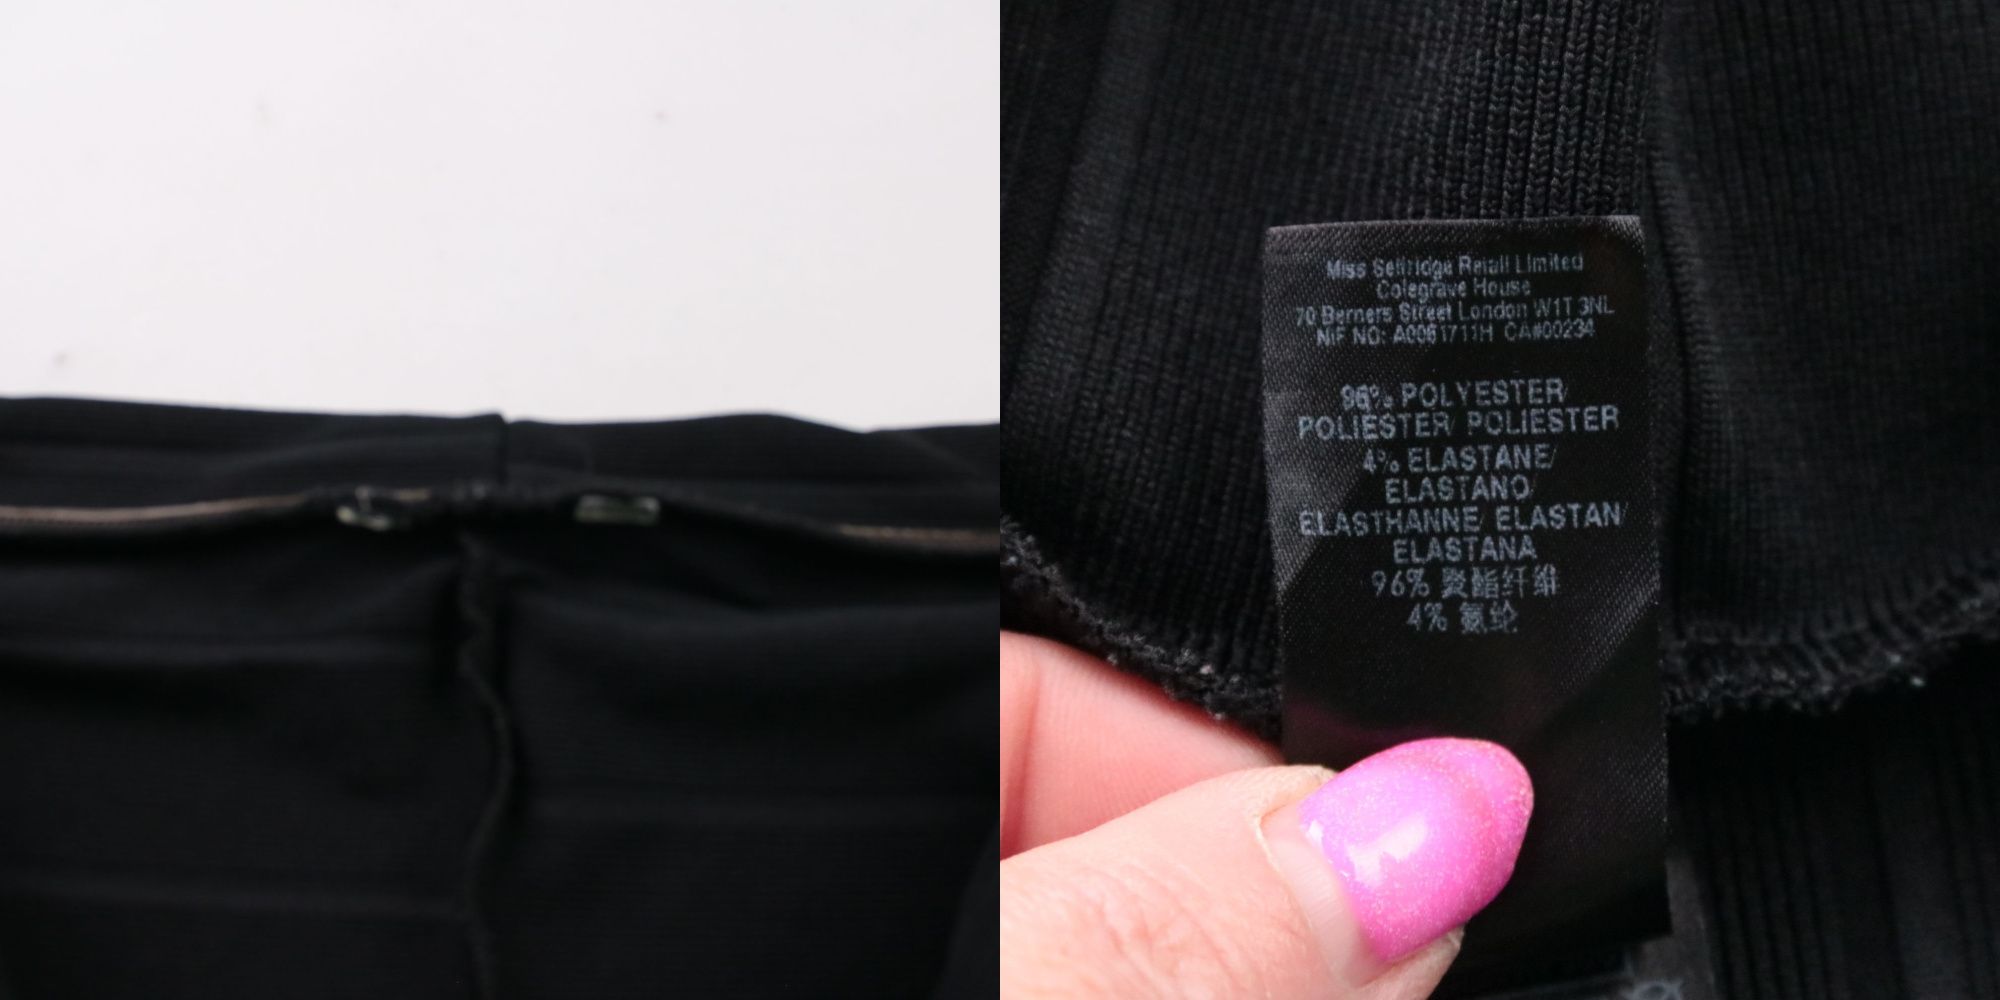 Miss Selfridge Retail Limited
Colegrave House
70 Berners Street London W1T 3NL
NIF NO: A0061711H CA#00234
96% POLYESTER/
POLIESTER/ POLIESTER
4% ELASTANE/
ELASTANO/
ELASTHANNE/ ELASTAN/
ELASTANA
96% 聚酯纤维
4% 氨纶